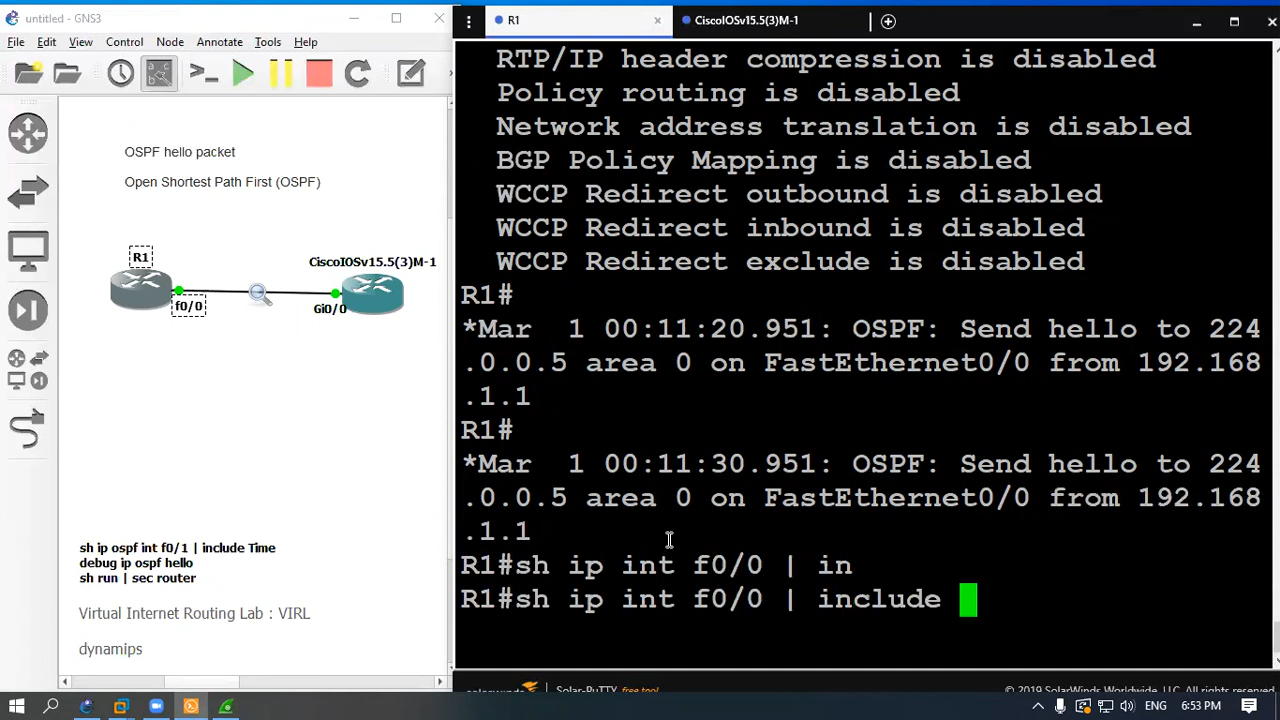 untitled - GNS3
File Edit View Control Node Annotate Tools Help
OSPF hello packet
Open Shortest Path First (OSPF)
R1
CiscoIOSv15.5(3)M-1
f0/0
Gi0/0
sh ip ospf int f0/1 | include Time
debug ip ospf hello
sh run | sec router
Virtual Internet Routing Lab : VIRL
dynamips
R1
CiscoIOSv15.5(3)M-1
RTP/IP header compression is disabled
Policy routing is disabled
Network address translation is disabled
BGP Policy Mapping is disabled
WCCP Redirect outbound is disabled
WCCP Redirect inbound is disabled
WCCP Redirect exclude is disabled
R1#
*Mar 1 00:11:20.951: OSPF: Send hello to 224
.0.0.5 area 0 on FastEthernet0/0 from 192.168
.1.1
R1#
*Mar 1 00:11:30.951: OSPF: Send hello to 224
.0.0.5 area 0 on FastEthernet0/0 from 192.168
.1.1
R1#sh ip int f0/0 | in
R1#sh ip int f0/0 | include
solarwinds Solar-PuTTY free tool
© 2019 SolarWinds Worldwide, LLC. All rights reserved.
ENG 6:53 PM